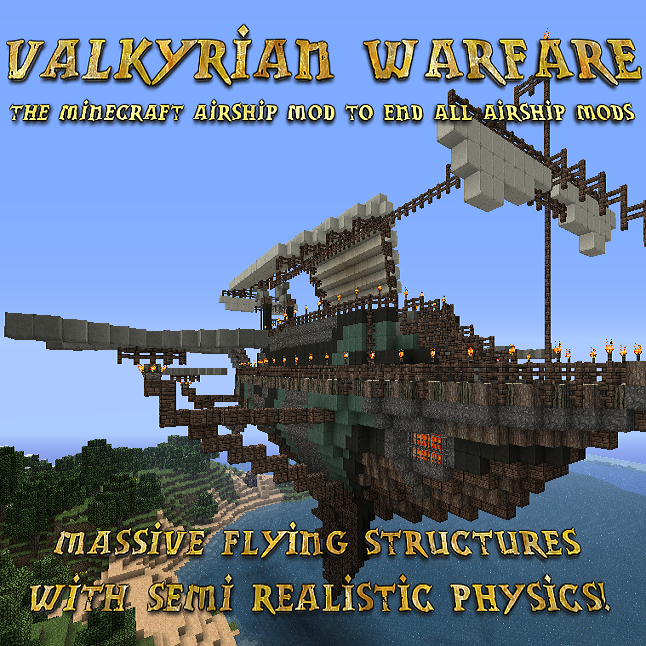 VALKYRIAN WARFARE
THE MINECRAFT AIRSHIP MOD TO END ALL AIRSHIP MODS
MASSIVE FLYING STRUCTURES
WITH SEMI REALISTIC PHYSICS!